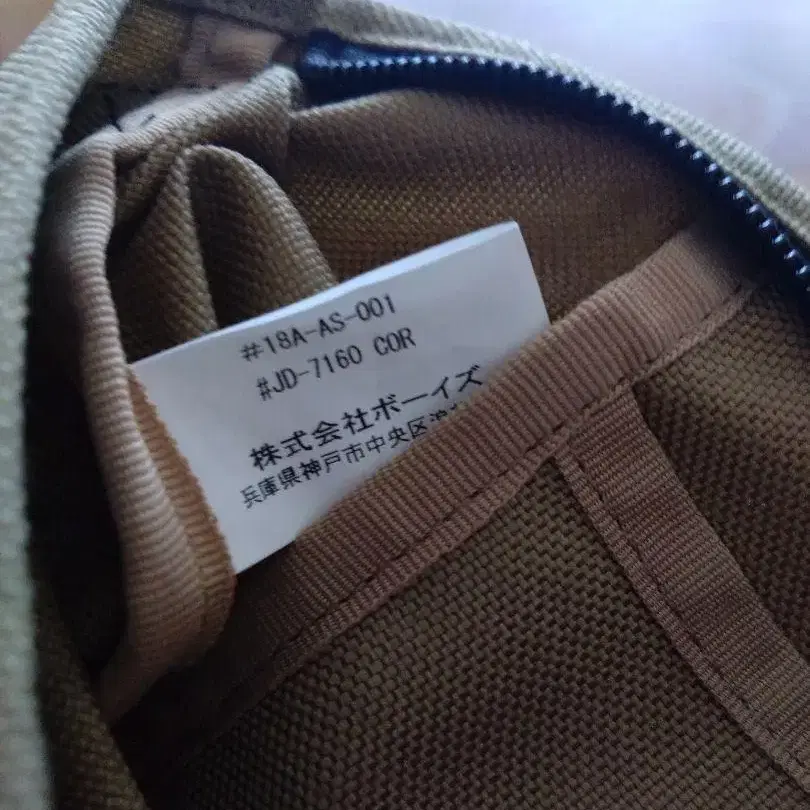 #18A-AS-001
#JD-7160 COR
株式会社ボーイズ
兵庫県神戸市中央区